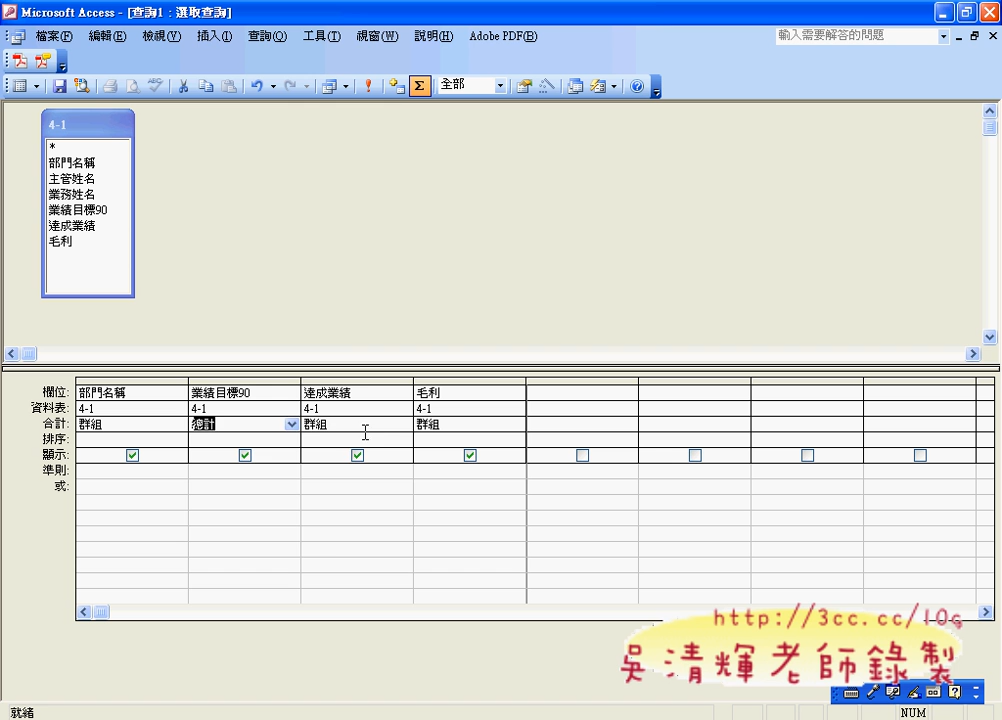 Microsoft Access - [查詢1 : 選取查詢]
檔案(F) 編輯(E) 檢視(V) 插入(I) 查詢(Q) 工具(T) 視窗(W) 說明(H) Adobe PDF(B) 輸入需要解答的問題
Σ 全部
4-1
*
部門名稱
主管姓名
業務姓名
業績目標90
達成業績
毛利
欄位: 部門名稱 業績目標90 達成業績 毛利
資料表: 4-1 4-1 4-1 4-1
合計: 群組 總計 群組 群組
排序:
顯示:
準則:
或:
http://3cc.cc/10g
吳清輝老師錄製
就緒 NUM